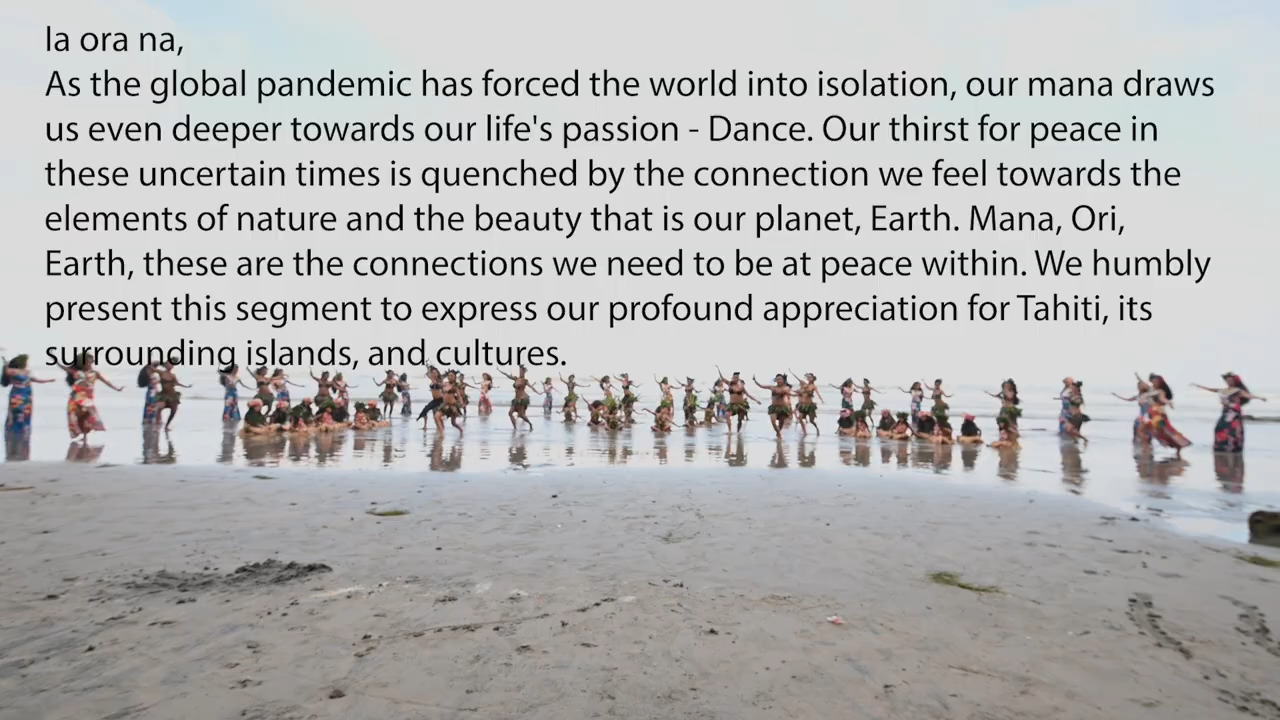 Ia ora na,
As the global pandemic has forced the world into isolation, our mana draws
us even deeper towards our life's passion - Dance. Our thirst for peace in
these uncertain times is quenched by the connection we feel towards the
elements of nature and the beauty that is our planet, Earth. Mana, Ori,
Earth, these are the connections we need to be at peace within. We humbly
present this segment to express our profound appreciation for Tahiti, its
surrounding islands, and cultures.